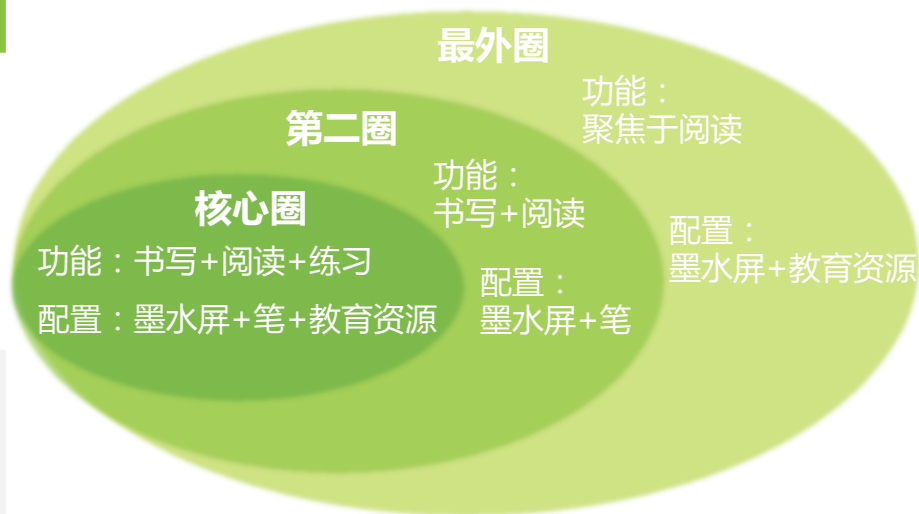 最外圈
功能：
聚焦于阅读
配置：
墨水屏+教育资源
第二圈
功能：
书写+阅读
配置：
墨水屏+笔
核心圈
功能：书写+阅读+练习
配置：墨水屏+笔+教育资源